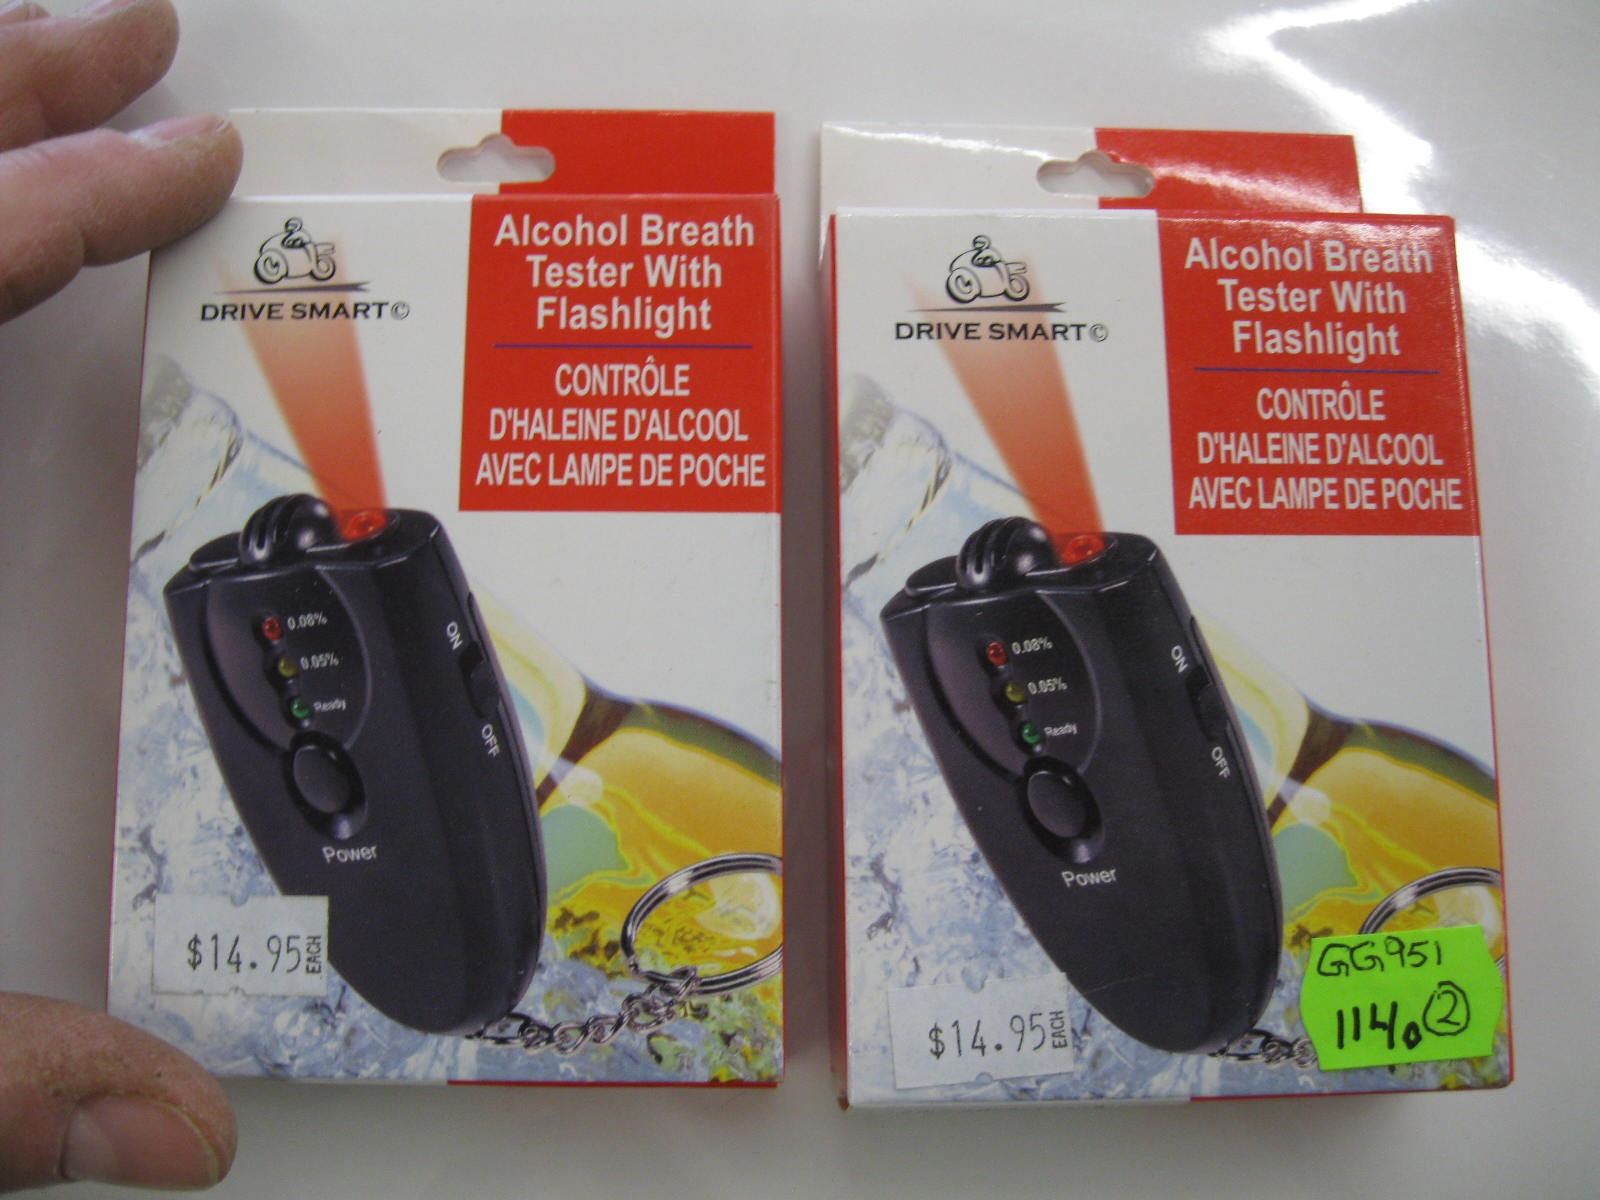 DRIVE SMART©
Alcohol Breath
Tester With
Flashlight
CONTRÔLE
D'HALEINE D'ALCOOL
AVEC LAMPE DE POCHE
0.08%
0.05%
Ready
ON
OFF
Power
$14.95 EACH
DRIVE SMART©
Alcohol Breath
Tester With
Flashlight
CONTRÔLE
D'HALEINE D'ALCOOL
AVEC LAMPE DE POCHE
0.08%
0.05%
Ready
ON
OFF
Power
$14.95 EACH
GG951
114. 2